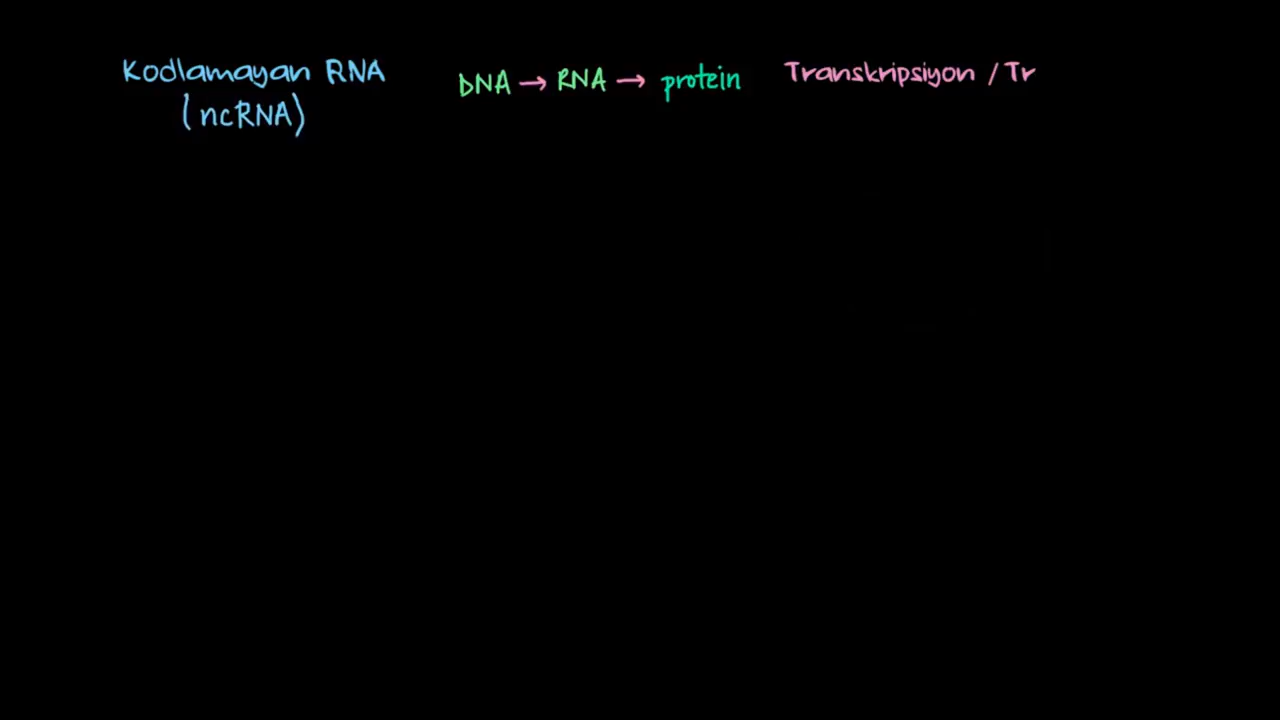 Kodlamayan RNA
(ncRNA)
DNA → RNA → protein
Transkripsiyon / Tr